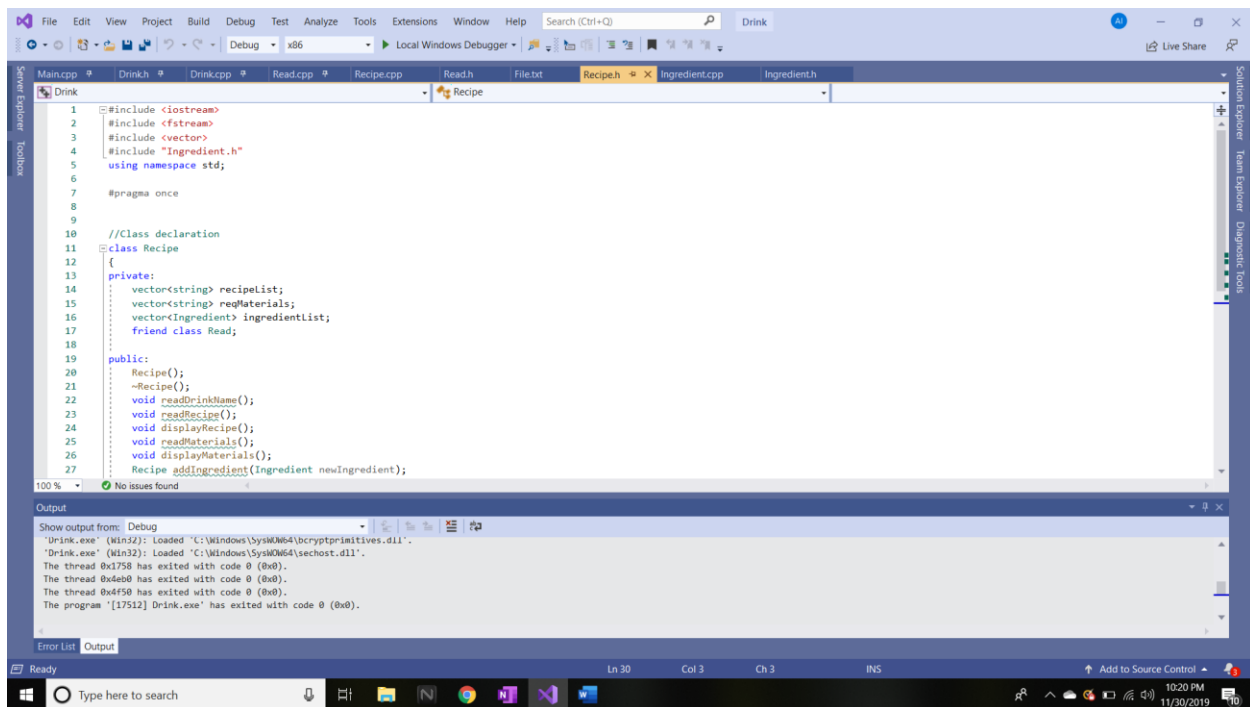 File Edit View Project Build Debug Test Analyze Tools Extensions Window Help Search (Ctrl+Q) Drink AI
Debug x86 Local Windows Debugger Live Share
Main.cpp Drink.h Drink.cpp Read.cpp Recipe.cpp Read.h File.txt Recipe.h Ingredient.cpp Ingredient.h
Drink Recipe
1 #include <iostream>
2 #include <fstream>
3 #include <vector>
4 #include "Ingredient.h"
5 using namespace std;
6
7 #pragma once
8
9
10 //Class declaration
11 class Recipe
12 {
13 private:
14 vector<string> recipeList;
15 vector<string> reqMaterials;
16 vector<Ingredient> ingredientList;
17 friend class Read;
18
19 public:
20 Recipe();
21 ~Recipe();
22 void readDrinkName();
23 void readRecipe();
24 void displayRecipe();
25 void readMaterials();
26 void displayMaterials();
27 Recipe addIngredient(Ingredient newIngredient);
100 % No issues found
Output
Show output from: Debug
'Drink.exe' (Win32): Loaded 'C:\Windows\SysWOW64\bcryptprimitives.dll'.
'Drink.exe' (Win32): Loaded 'C:\Windows\SysWOW64\sechost.dll'.
The thread 0x1758 has exited with code 0 (0x0).
The thread 0x4eb0 has exited with code 0 (0x0).
The thread 0x4f50 has exited with code 0 (0x0).
The program '[17512] Drink.exe' has exited with code 0 (0x0).
Error List Output
Ready Ln 30 Col 3 Ch 3 INS Add to Source Control 3
Type here to search 10:20 PM
11/30/2019 10
Server Explorer
Toolbox
Solution Explorer
Team Explorer
Diagnostic Tools